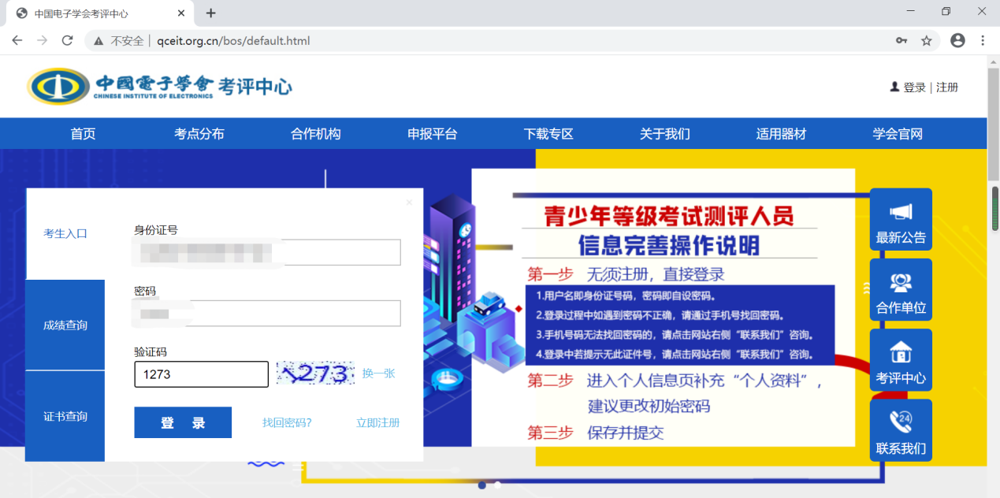 中国电子学会考评中心
不安全 | qceit.org.cn/bos/default.html
中國電子學會 考评中心
CHINESE INSTITUTE OF ELECTRONICS
登录 | 注册
首页 考点分布 合作机构 申报平台 下载专区 关于我们 适用器材 学会官网
考生入口
成绩查询
证书查询
身份证号
密码
验证码
1273
1273 换一张
登 录 找回密码? 立即注册
青少年等级考试测评人员
信息完善操作说明
第一步 无须注册，直接登录
1.用户名即身份证号码，密码即自设密码。
2.登录过程中如遇到密码不正确，请通过手机号找回密码。
3.手机号码无法找回密码的，请点击网站右侧“联系我们”咨询。
4.登录中若提示无此证件号，请点击网站右侧“联系我们”咨询。
第二步 进入个人信息页补充“个人资料”，
建议更改初始密码
第三步 保存并提交
最新公告
合作单位
考评中心
24
联系我们